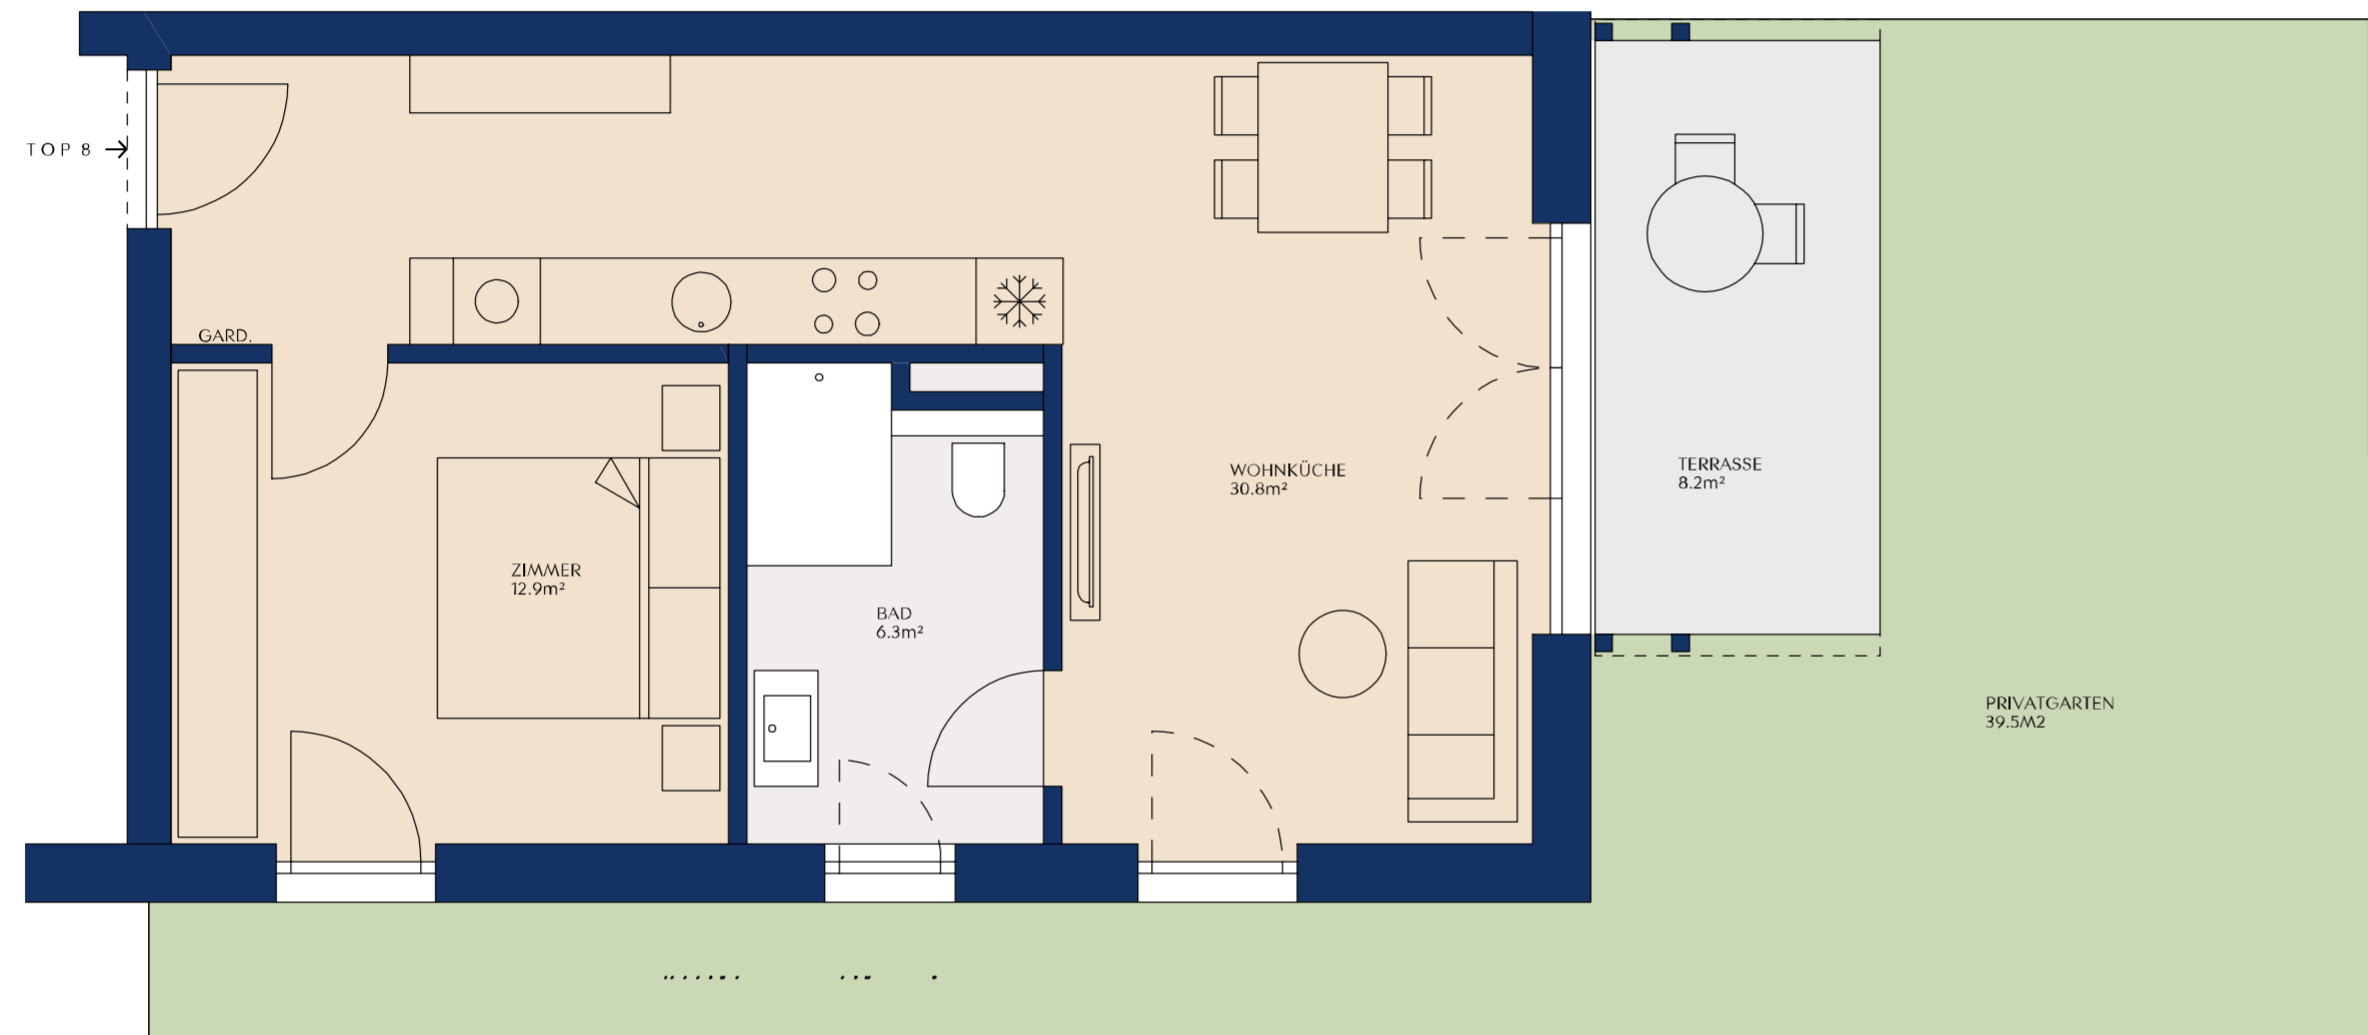 TOP 8
GARD.
WOHNKÜCHE
30.8m²
TERRASSE
8.2m²
ZIMMER
12.9m²
BAD
6.3m²
PRIVATGARTEN
39.5M2